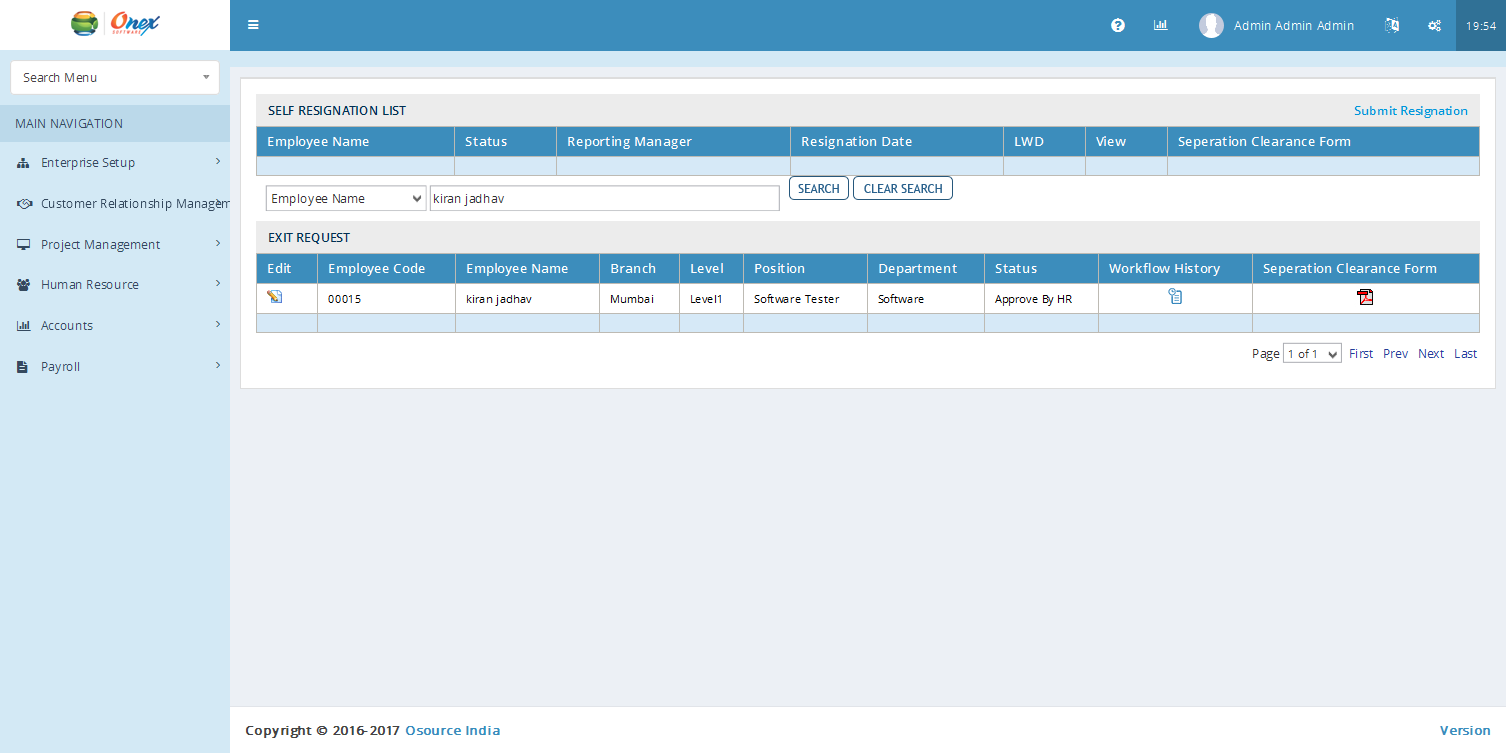 Onex
SOFTWARE
Admin Admin Admin
19:54
Search Menu
MAIN NAVIGATION
Enterprise Setup
Customer Relationship Managem
Project Management
Human Resource
Accounts
Payroll
SELF RESIGNATION LIST Submit Resignation
Employee Name Status Reporting Manager Resignation Date LWD View Seperation Clearance Form
Employee Name kiran jadhav SEARCH CLEAR SEARCH
EXIT REQUEST
Edit Employee Code Employee Name Branch Level Position Department Status Workflow History Seperation Clearance Form
00015 kiran jadhav Mumbai Level1 Software Tester Software Approve By HR
Page 1 of 1 First Prev Next Last
Copyright © 2016-2017 Osource India Version